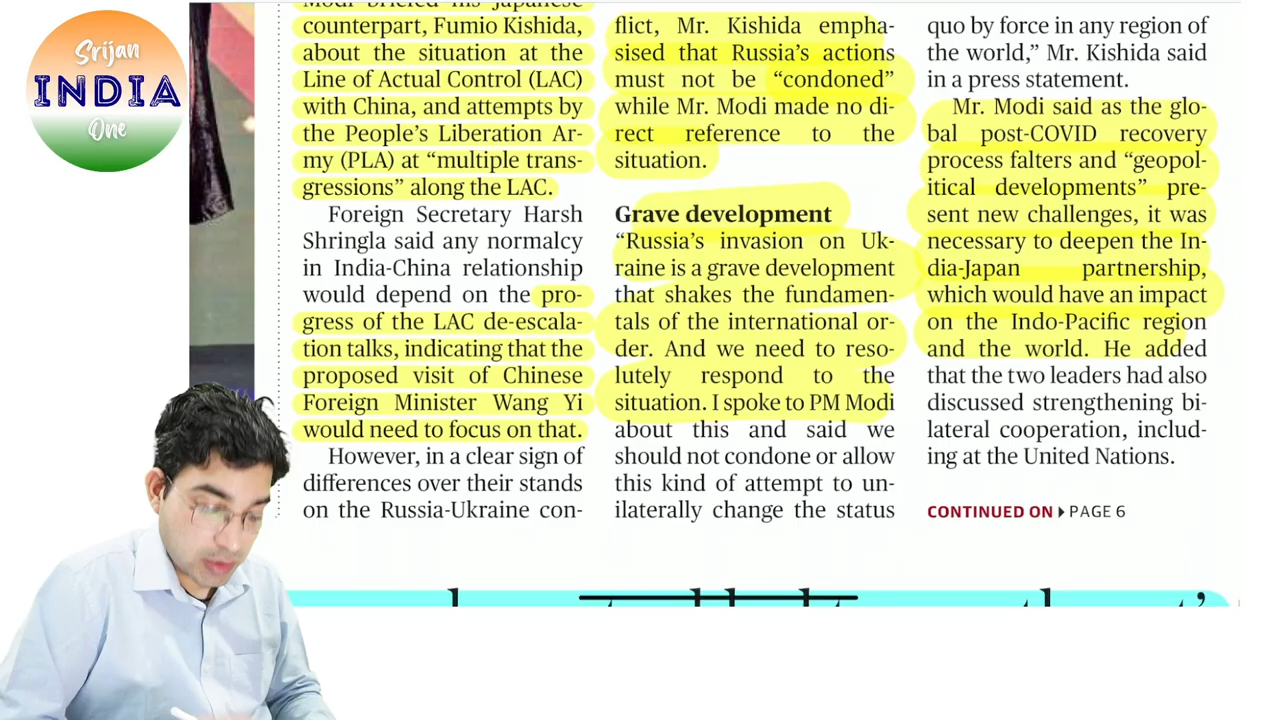 Srijan
INDIA
One
Modi briefed his Japanese
counterpart, Fumio Kishida,
about the situation at the
Line of Actual Control (LAC)
with China, and attempts by
the People’s Liberation Ar-
my (PLA) at “multiple trans-
gressions” along the LAC.
Foreign Secretary Harsh
Shringla said any normalcy
in India-China relationship
would depend on the pro-
gress of the LAC de-escala-
tion talks, indicating that the
proposed visit of Chinese
Foreign Minister Wang Yi
would need to focus on that.
However, in a clear sign of
differences over their stands
on the Russia-Ukraine con-
flict, Mr. Kishida empha-
sised that Russia’s actions
must not be “condoned”
while Mr. Modi made no di-
rect reference to the
situation.
Grave development
“Russia’s invasion on Uk-
raine is a grave development
that shakes the fundamen-
tals of the international or-
der. And we need to reso-
lutely respond to the
situation. I spoke to PM Modi
about this and said we
should not condone or allow
this kind of attempt to un-
ilaterally change the status
quo by force in any region of
the world,” Mr. Kishida said
in a press statement.
Mr. Modi said as the glo-
bal post-COVID recovery
process falters and “geopol-
itical developments” pre-
sent new challenges, it was
necessary to deepen the In-
dia-Japan partnership,
which would have an impact
on the Indo-Pacific region
and the world. He added
that the two leaders had also
discussed strengthening bi-
lateral cooperation, includ-
ing at the United Nations.
CONTINUED ON ▶ PAGE 6